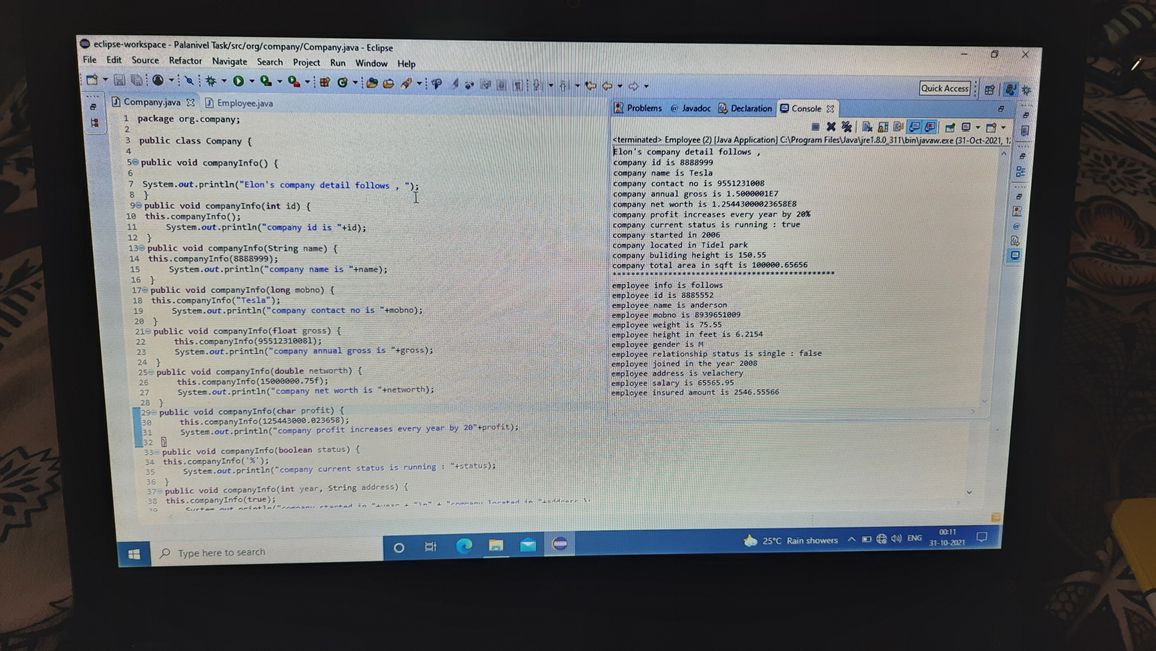 eclipse-workspace - Palanivel Task/src/org/company/Company.java - Eclipse
File Edit Source Refactor Navigate Search Project Run Window Help
Quick Access
Company.java Employee.java
1 package org.company;
2
3 public class Company {
4
5 public void companyInfo() {
6
7 System.out.println("Elon's company detail follows , ");
8 }
9 public void companyInfo(int id) {
10 this.companyInfo();
11 System.out.println("company id is "+id);
12 }
13 public void companyInfo(String name) {
14 this.companyInfo(8888999);
15 System.out.println("company name is "+name);
16 }
17 public void companyInfo(long mobno) {
18 this.companyInfo("Tesla");
19 System.out.println("company contact no is "+mobno);
20 }
21 public void companyInfo(float gross) {
22 this.companyInfo(9551231008l);
23 System.out.println("company annual gross is "+gross);
24 }
25 public void companyInfo(double networth) {
26 this.companyInfo(15000000.75f);
27 System.out.println("company net worth is "+networth);
28 }
29 public void companyInfo(char profit) {
30 this.companyInfo(125443000.023658);
31 System.out.println("company profit increases every year by 20"+profit);
32 }
33 public void companyInfo(boolean status) {
34 this.companyInfo('%');
35 System.out.println("company current status is running : "+status);
36 }
37 public void companyInfo(int year, String address) {
38 this.companyInfo(true);
39 System.out.println("company started in "+year + "\n" + "company located in "+address );
Problems @ Javadoc Declaration Console
<terminated> Employee (2) [Java Application] C:\Program Files\Java\jre1.8.0_311\bin\javaw.exe (31-Oct-2021, 1
Elon's company detail follows ,
company id is 8888999
company name is Tesla
company contact no is 9551231008
company annual gross is 1.5000001E7
company net worth is 1.25443000023658E8
company profit increases every year by 20%
company current status is running : true
company started in 2006
company located in Tidel park
company buliding height is 150.55
company total area in sqft is 100000.65656
**************************************************
employee info is follows
employee id is 8885552
employee name is anderson
employee mobno is 8939651009
employee weight is 75.55
employee height in feet is 6.2154
employee gender is M
employee relationship status is single : false
employee joined in the year 2008
employee address is velachery
employee salary is 65565.95
employee insured amount is 2546.55566
Type here to search
25°C Rain showers
ENG
00:11
31-10-2021